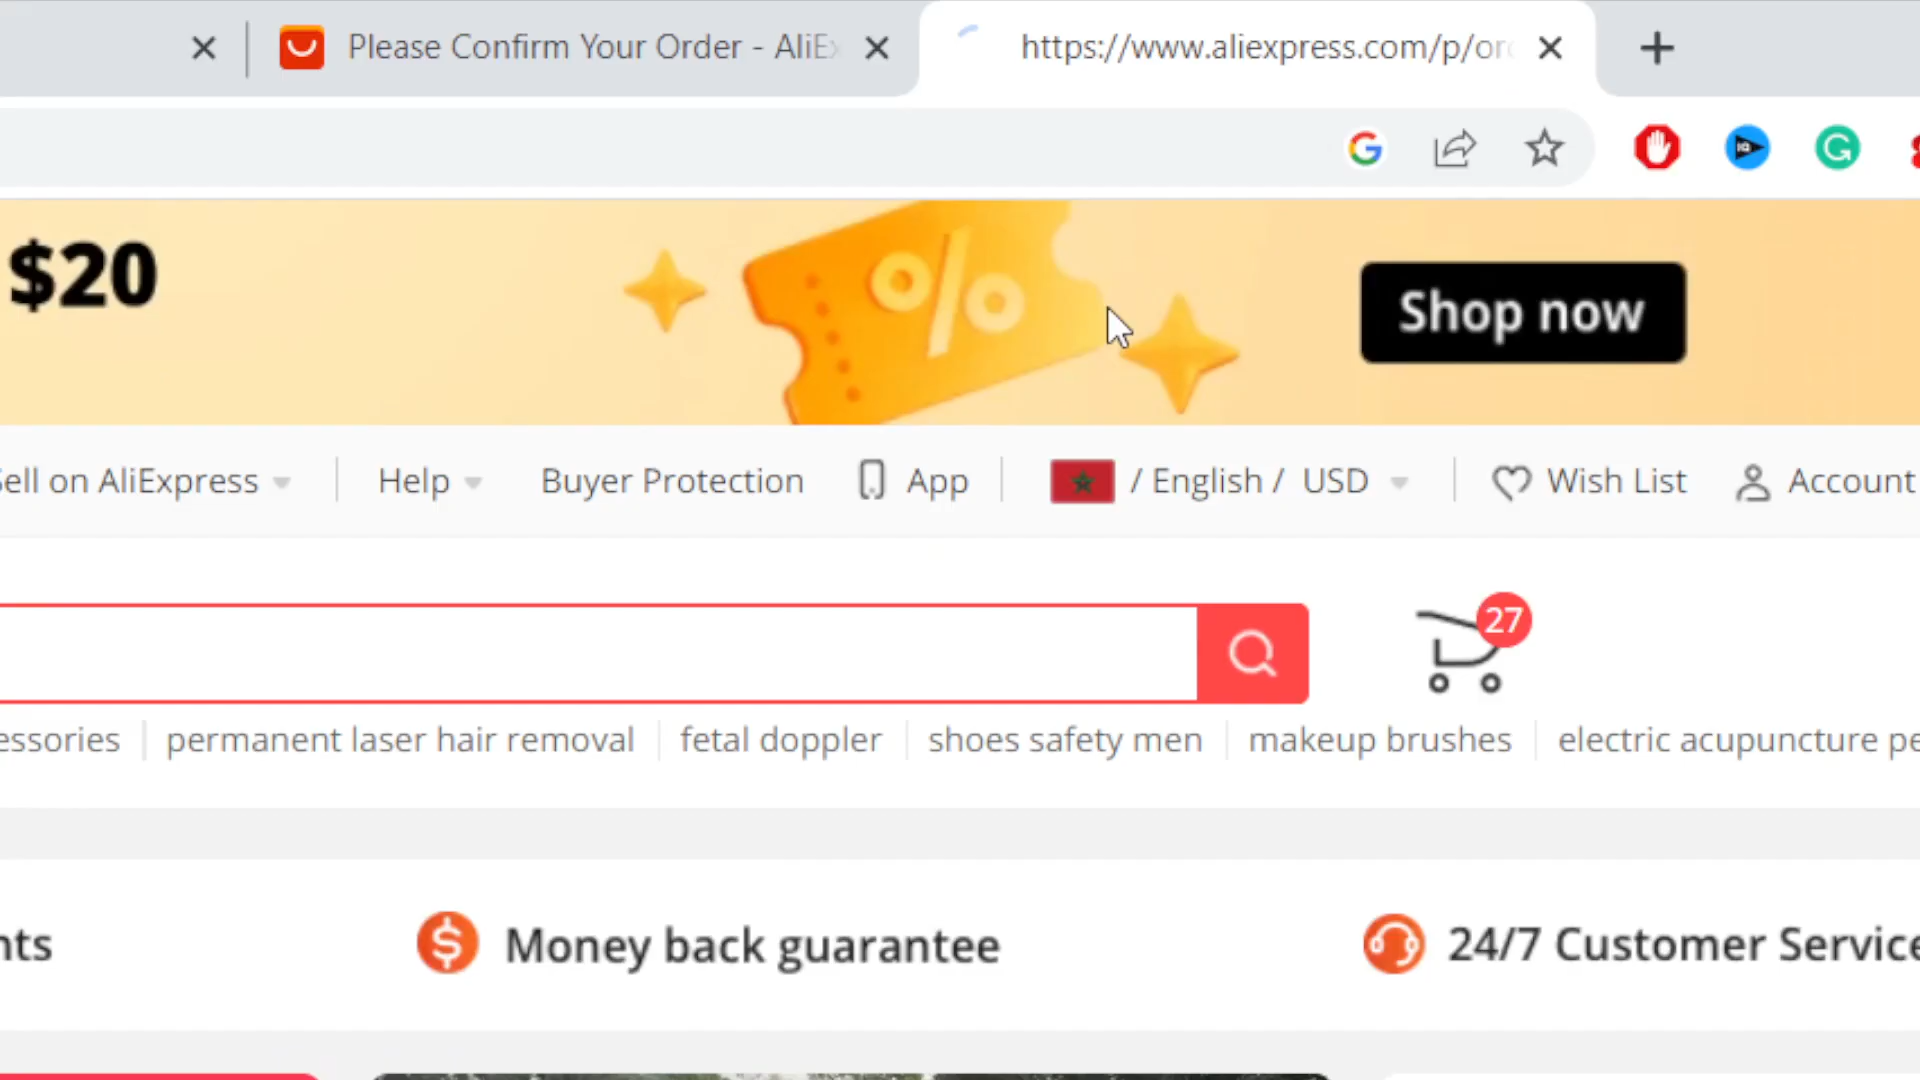 Please Confirm Your Order - AliEx
https://www.aliexpress.com/p/ord
$20
%
Shop now
Sell on AliExpress
Help
Buyer Protection
App
/ English / USD
Wish List
Account
27
essories
permanent laser hair removal
fetal doppler
shoes safety men
makeup brushes
electric acupuncture pe
nts
$
Money back guarantee
24/7 Customer Service